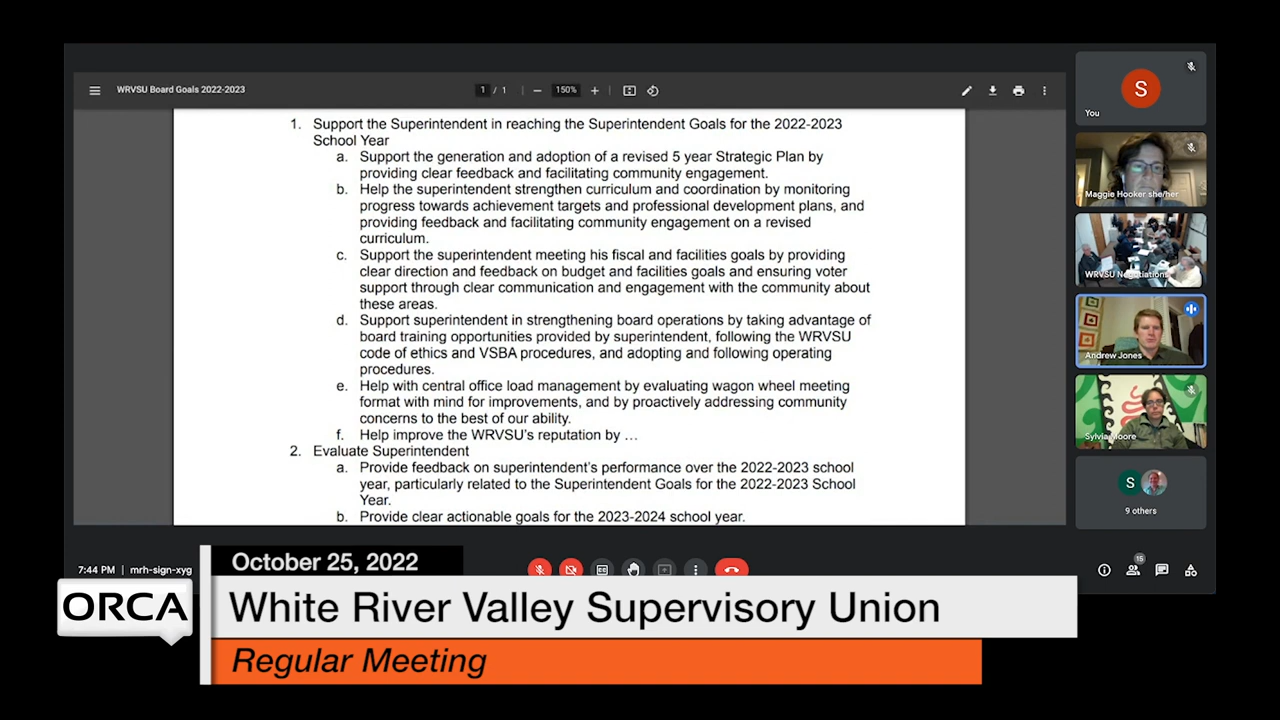 WRVSU Board Goals 2022-2023
1 / 1
150%
1. Support the Superintendent in reaching the Superintendent Goals for the 2022-2023
School Year
a. Support the generation and adoption of a revised 5 year Strategic Plan by
providing clear feedback and facilitating community engagement.
b. Help the superintendent strengthen curriculum and coordination by monitoring
progress towards achievement targets and professional development plans, and
providing feedback and facilitating community engagement on a revised
curriculum.
c. Support the superintendent meeting his fiscal and facilities goals by providing
clear direction and feedback on budget and facilities goals and ensuring voter
support through clear communication and engagement with the community about
these areas.
d. Support superintendent in strengthening board operations by taking advantage of
board training opportunities provided by superintendent, following the WRVSU
code of ethics and VSBA procedures, and adopting and following operating
procedures.
e. Help with central office load management by evaluating wagon wheel meeting
format with mind for improvements, and by proactively addressing community
concerns to the best of our ability.
f. Help improve the WRVSU's reputation by …
2. Evaluate Superintendent
a. Provide feedback on superintendent's performance over the 2022-2023 school
year, particularly related to the Superintendent Goals for the 2022-2023 School
Year.
b. Provide clear actionable goals for the 2023-2024 school year.
S
You
Maggie Hooker she/her
WRVSU Negotiations
Andrew Jones
Sylvia Moore
S
9 others
7:44 PM | mrh-sign-xyg
15
October 25, 2022
ORCA
White River Valley Supervisory Union
Regular Meeting